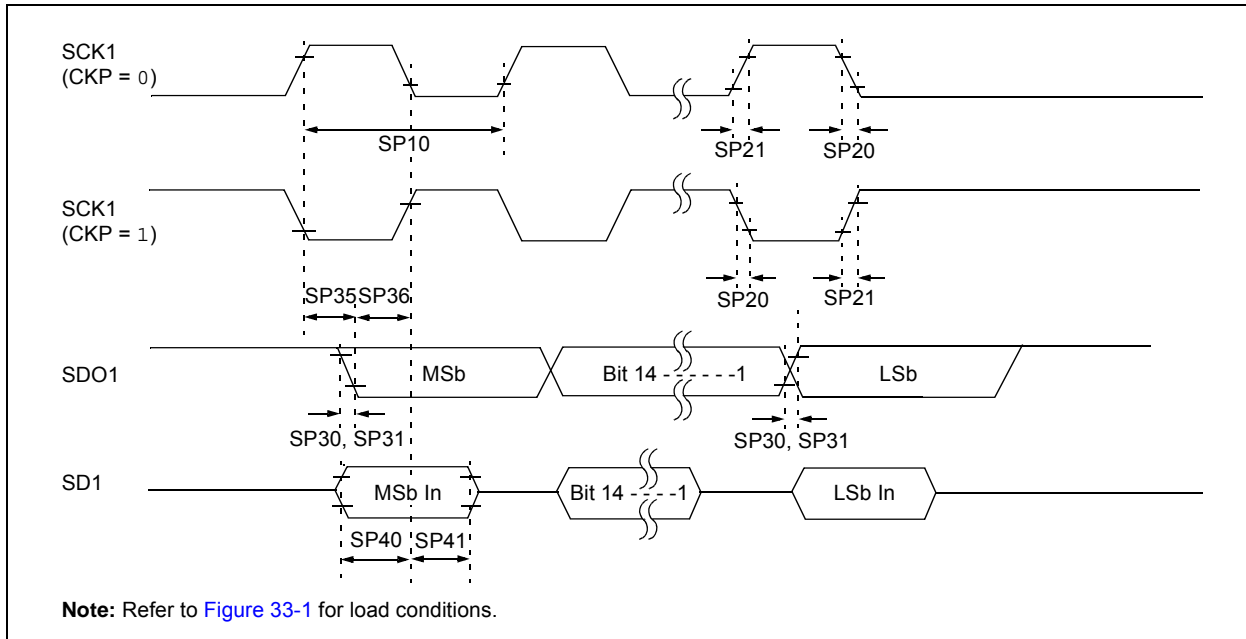 SCK1
(CKP = 0)
SP10
SP21
SP20
SCK1
(CKP = 1)
SP35
SP36
SP20
SP21
SDO1
MSb
Bit 14 - - - - - -1
LSb
SP30, SP31
SP30, SP31
SD1
MSb In
Bit 14 - - - -1
LSb In
SP40
SP41
Note: Refer to Figure 33-1 for load conditions.